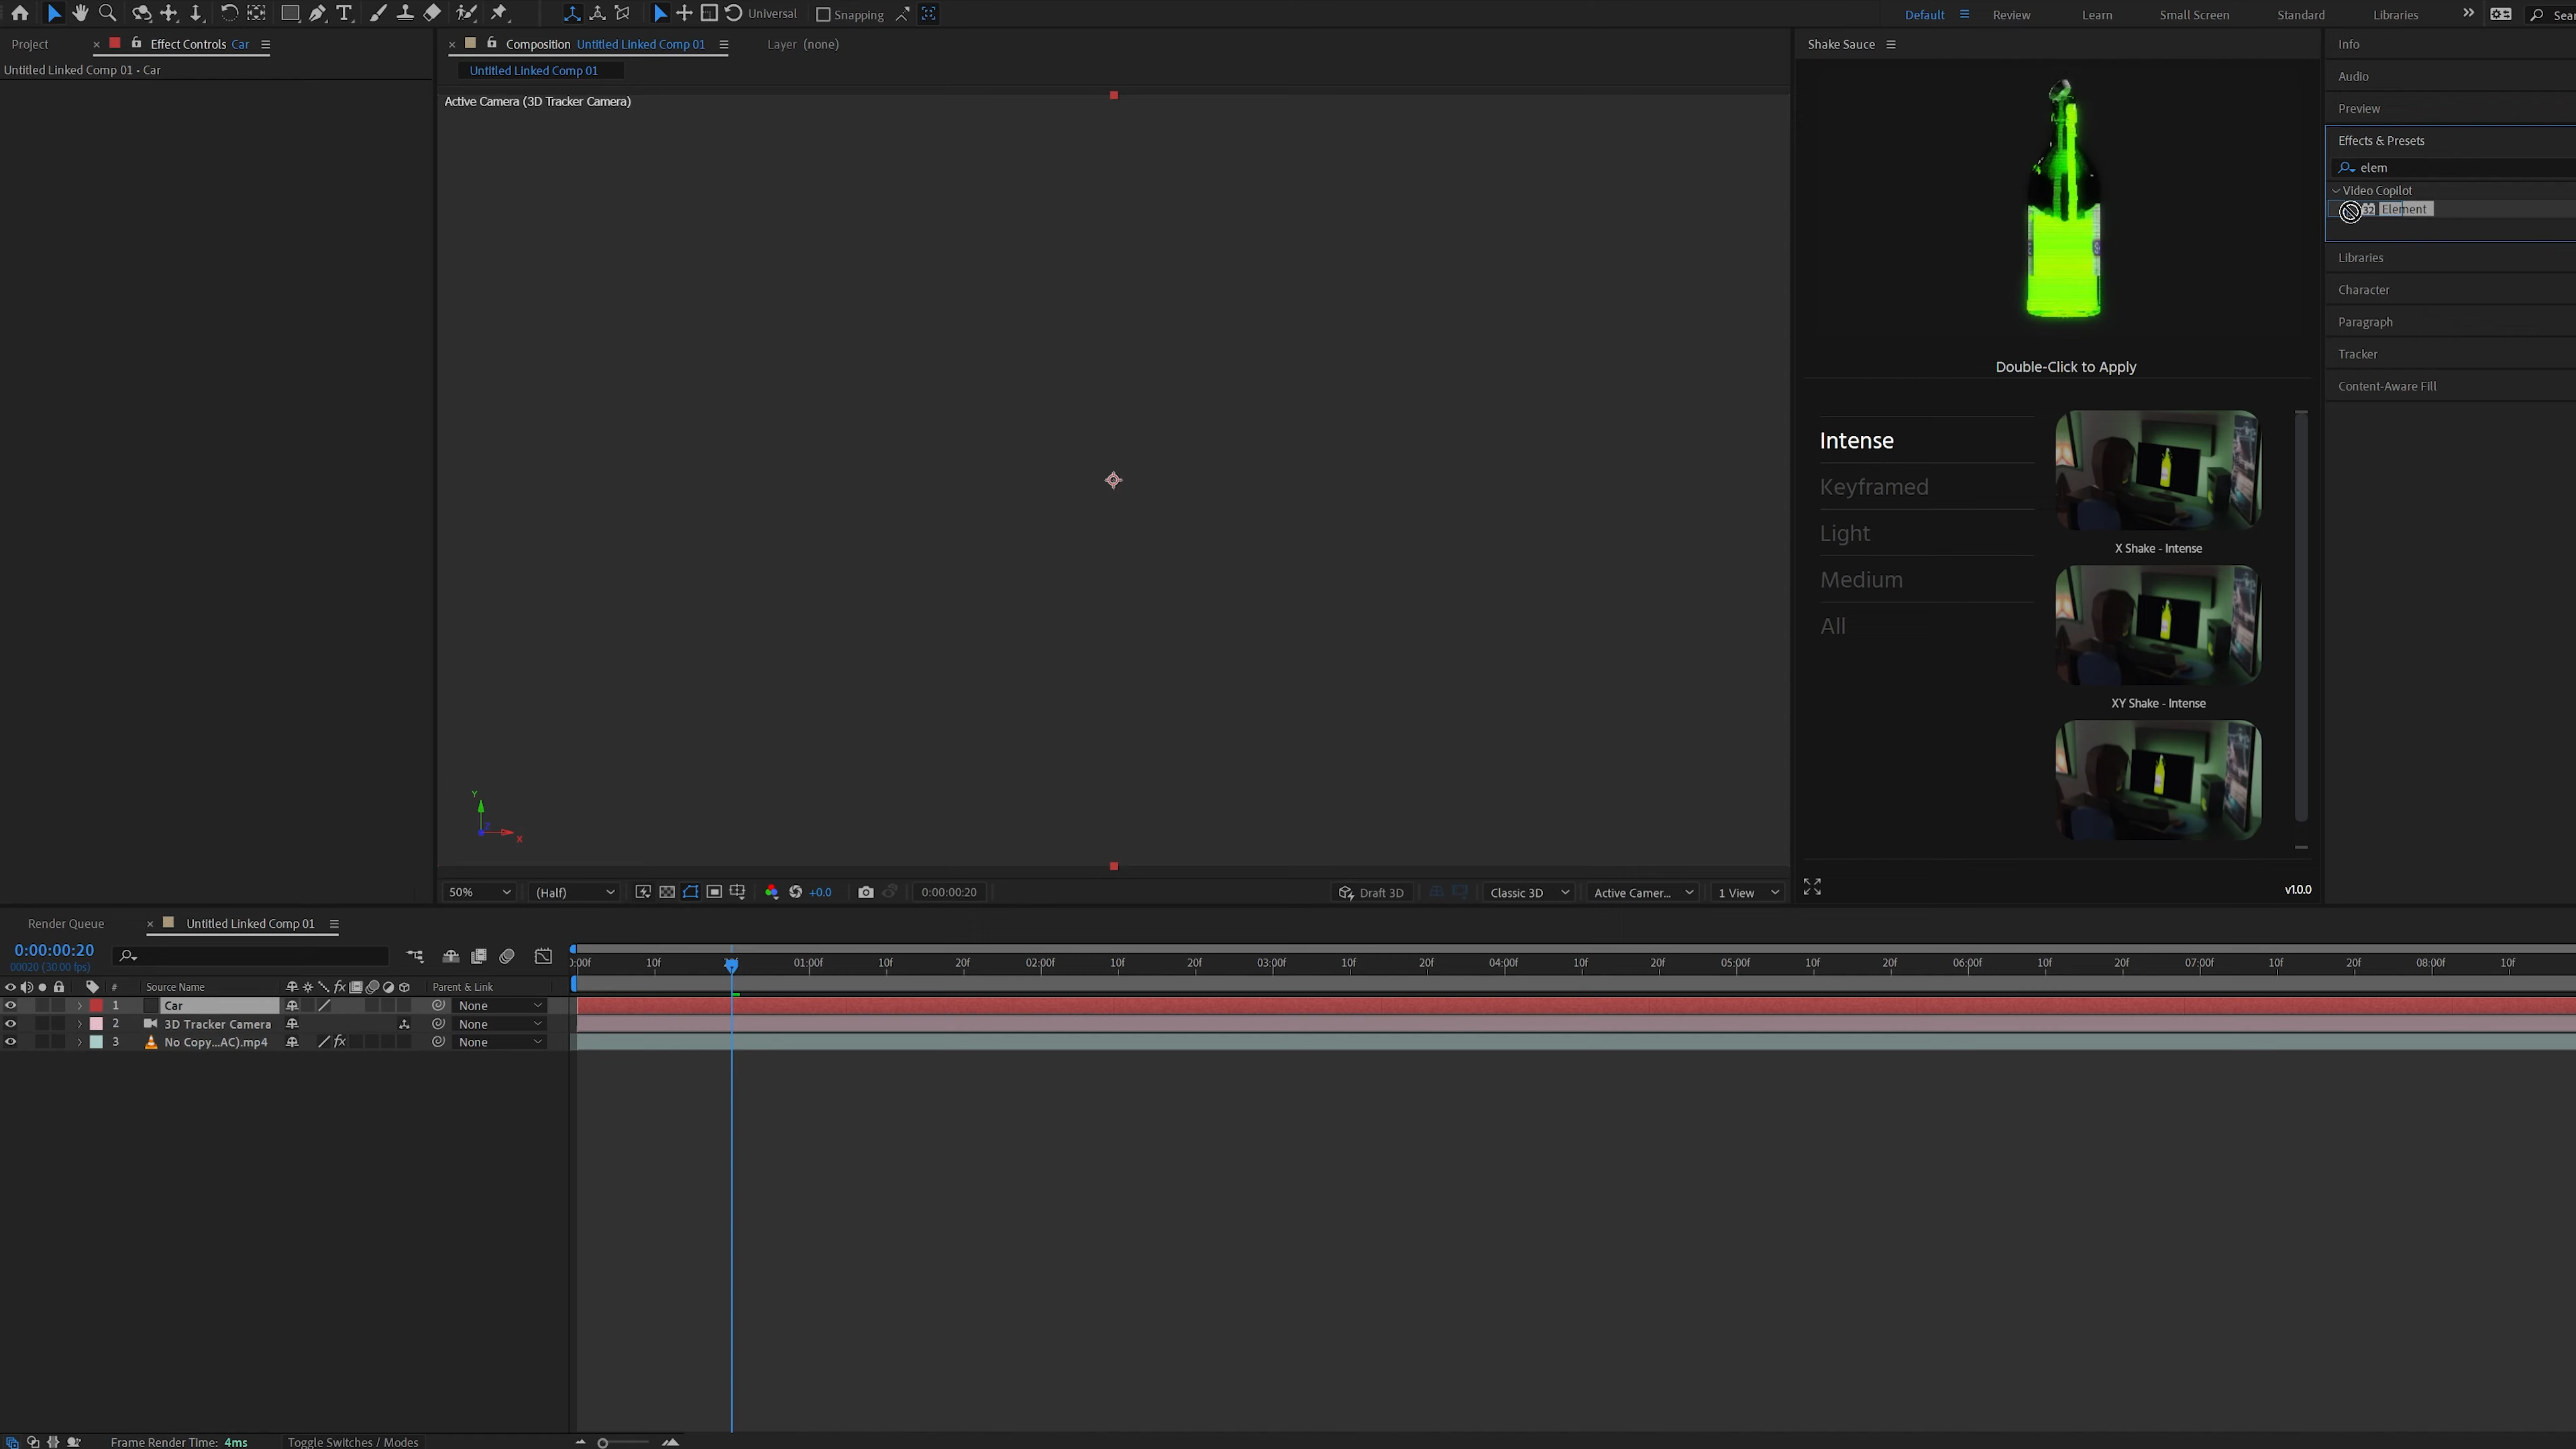 Universal
Snapping
Default
Review
Learn
Small Screen
Standard
Libraries
Sear
Project
Effect Controls Car
Untitled Linked Comp 01 • Car
Composition Untitled Linked Comp 01
Layer (none)
Untitled Linked Comp 01
Active Camera (3D Tracker Camera)
Y
Z
X
50%
(Half)
+0.0
0:00:00:20
Draft 3D
Classic 3D
Active Camer...
1 View
Shake Sauce
Double-Click to Apply
Intense
Keyframed
Light
Medium
All
X Shake - Intense
XY Shake - Intense
v1.0.0
Info
Audio
Preview
Effects & Presets
elem
Video Copilot
32 Element
Libraries
Character
Paragraph
Tracker
Content-Aware Fill
Render Queue
Untitled Linked Comp 01
0:00:00:20
00020 (30.00 fps)
# Source Name Parent & Link
1 Car None
2 3D Tracker Camera None
3 No Copy...AC).mp4 fx None
):00f 10f 01:00f 10f 20f 02:00f 10f 20f 03:00f 10f 20f 04:00f 10f 20f 05:00f 10f 20f 06:00f 10f 20f 07:00f 10f 20f 08:00f 10f
Frame Render Time: 4ms
Toggle Switches / Modes